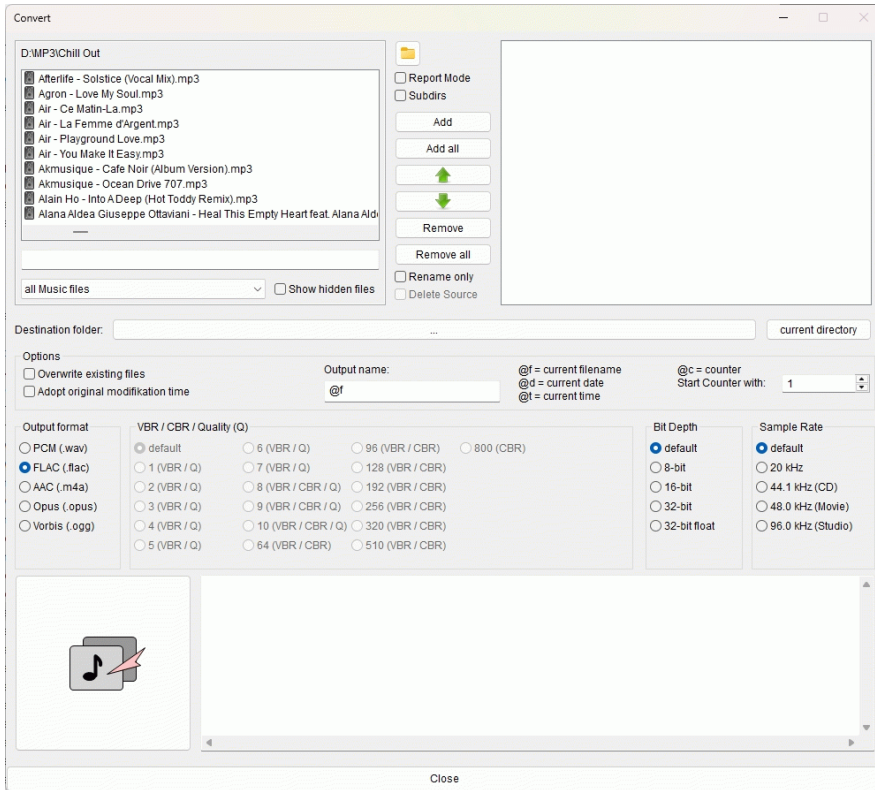 Convert
D:\MP3\Chill Out
Afterlife - Solstice (Vocal Mix).mp3
Agron - Love My Soul.mp3
Air - Ce Matin-La.mp3
Air - La Femme d'Argent.mp3
Air - Playground Love.mp3
Air - You Make It Easy.mp3
Akmusique - Cafe Noir (Album Version).mp3
Akmusique - Ocean Drive 707.mp3
Alain Ho - Into A Deep (Hot Toddy Remix).mp3
Alana Aldea Giuseppe Ottaviani - Heal This Empty Heart feat. Alana Alde
all Music files
Show hidden files
Report Mode
Subdirs
Add
Add all
Remove
Remove all
Rename only
Delete Source
Destination folder:
...
current directory
Options
Overwrite existing files
Adopt original modifikation time
Output name:
@f
@f = current filename
@d = current date
@t = current time
@c = counter
Start Counter with:
1
Output format
PCM (.wav)
FLAC (.flac)
AAC (.m4a)
Opus (.opus)
Vorbis (.ogg)
VBR / CBR / Quality (Q)
default
1 (VBR / Q)
2 (VBR / Q)
3 (VBR / Q)
4 (VBR / Q)
5 (VBR / Q)
6 (VBR / Q)
7 (VBR / Q)
8 (VBR / CBR / Q)
9 (VBR / CBR / Q)
10 (VBR / CBR / Q)
64 (VBR / CBR)
96 (VBR / CBR)
128 (VBR / CBR)
192 (VBR / CBR)
256 (VBR / CBR)
320 (VBR / CBR)
510 (VBR / CBR)
800 (CBR)
Bit Depth
default
8-bit
16-bit
32-bit
32-bit float
Sample Rate
default
20 kHz
44.1 kHz (CD)
48.0 kHz (Movie)
96.0 kHz (Studio)
Close